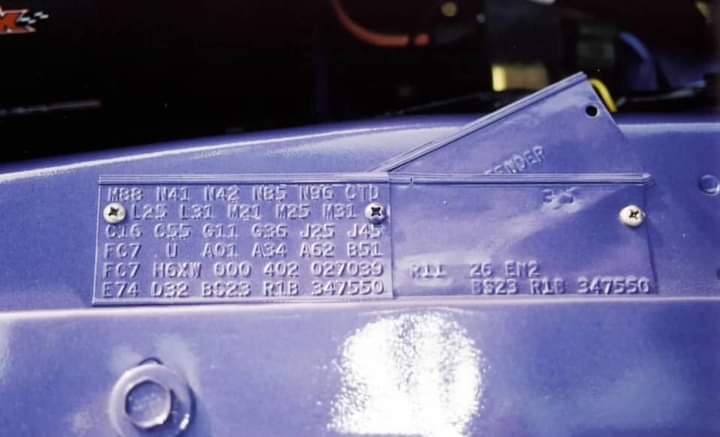 ENDER
M88 N41 N42 N85 N96 CTD
L25 L31 M21 M25 M31
C16 C55 G11 G36 J25 J45
FC7 U A01 A34 A62 B51
FC7 H6XW 000 402 027039
E74 D32 BS23 R1B 347550
R11 26 EN2
BS23 R1B 347550